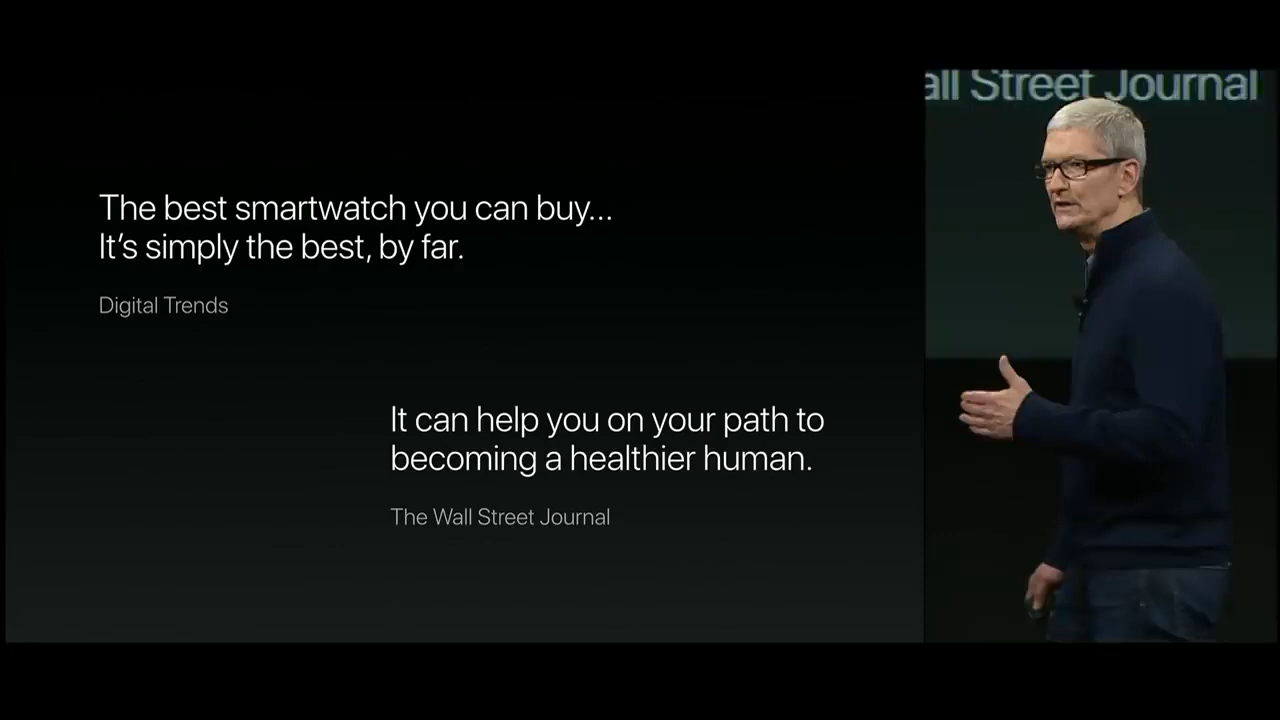 The best smartwatch you can buy...
It's simply the best, by far.
Digital Trends
It can help you on your path to
becoming a healthier human.
The Wall Street Journal
all Street Journal